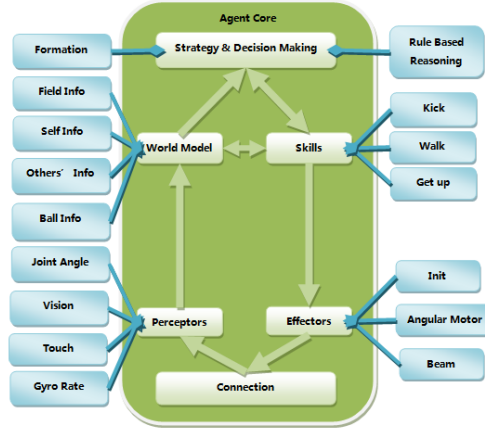 Agent Core
Formation
Strategy & Decision Making
Rule Based
Reasoning
Field Info
Self Info
Others' Info
Ball Info
World Model
Skills
Kick
Walk
Get up
Joint Angle
Vision
Touch
Gyro Rate
Perceptors
Effectors
Init
Angular Motor
Beam
Connection